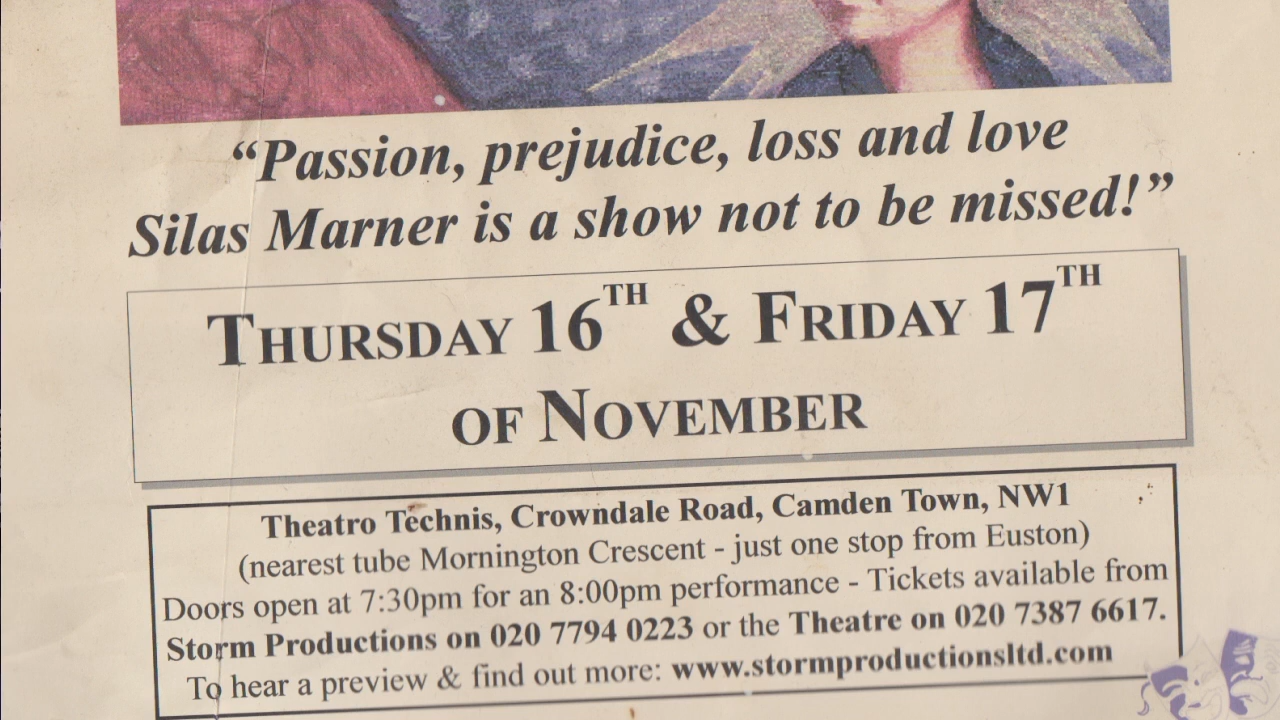 “Passion, prejudice, loss and love
Silas Marner is a show not to be missed!”
THURSDAY 16TH & FRIDAY 17TH
OF NOVEMBER
Theatro Technis, Crowndale Road, Camden Town, NW1
(nearest tube Mornington Crescent - just one stop from Euston)
Doors open at 7:30pm for an 8:00pm performance - Tickets available from
Storm Productions on 020 7794 0223 or the Theatre on 020 7387 6617.
To hear a preview & find out more: www.stormproductionsltd.com